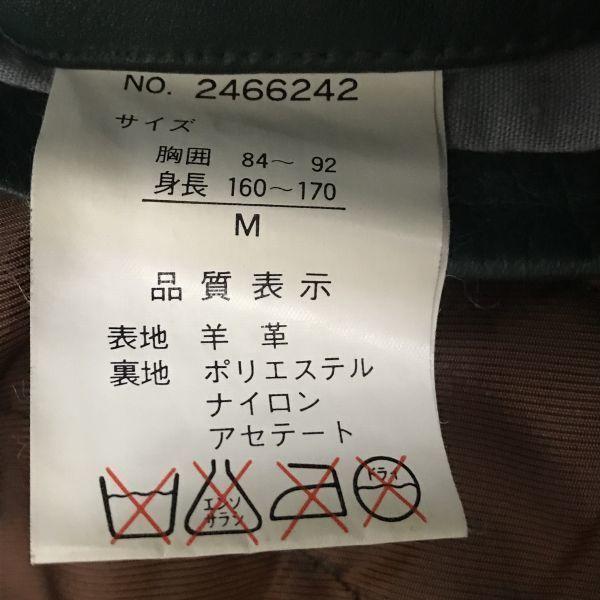 NO. 2466242
サイズ
胸囲 84～ 92
身長 160～170
M
品質表示
表地 羊革
裏地 ポリエステル
ナイロン
アセテート
エンソ
サラシ
ドライ